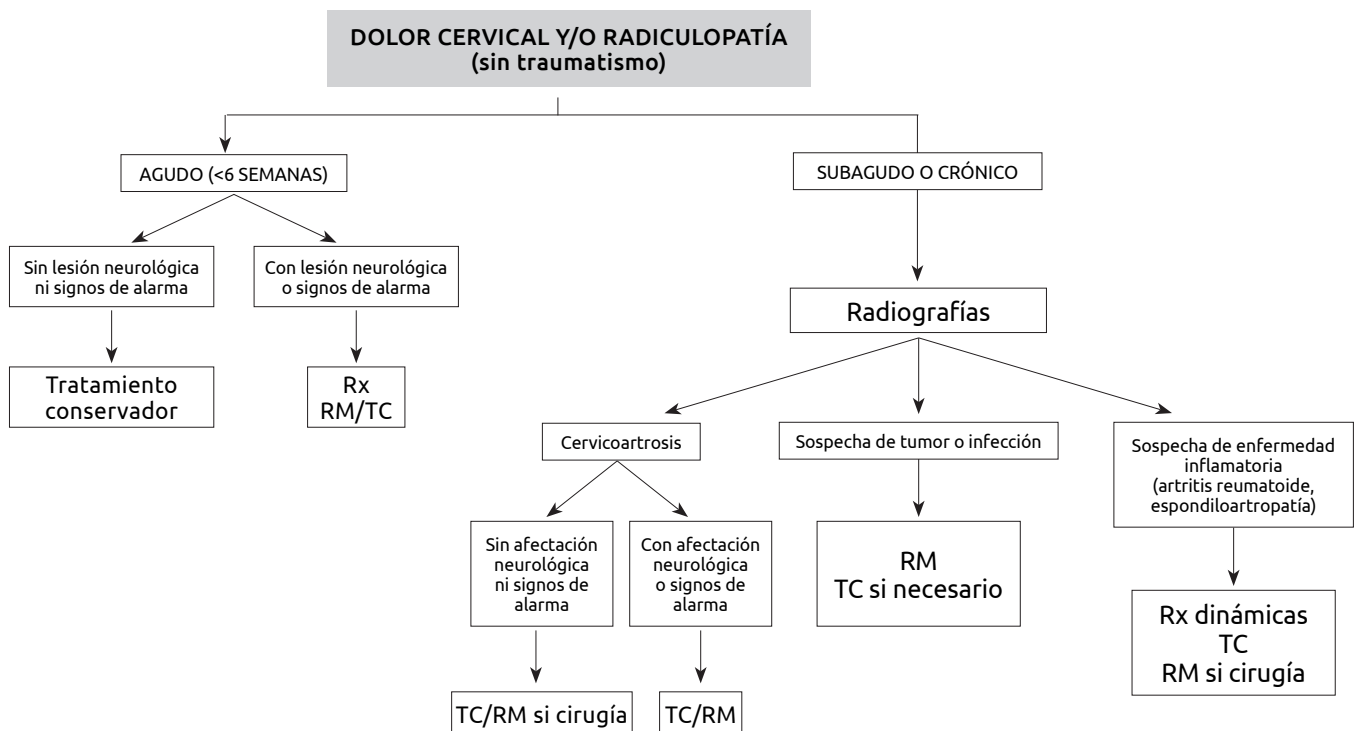 DOLOR CERVICAL Y/O RADICULOPATÍA
(sin traumatismo)
AGUDO (<6 SEMANAS)
SUBAGUDO O CRÓNICO
Sin lesión neurológica
ni signos de alarma
Con lesión neurológica
o signos de alarma
Tratamiento
conservador
Rx
RM/TC
Radiografías
Cervicoartrosis
Sospecha de tumor o infección
Sospecha de enfermedad
inflamatoria
(artritis reumatoide,
espondiloartropatía)
Sin afectación
neurológica
ni signos de
alarma
Con afectación
neurológica
o signos de
alarma
RM
TC si necesario
Rx dinámicas
TC
RM si cirugía
TC/RM si cirugía
TC/RM